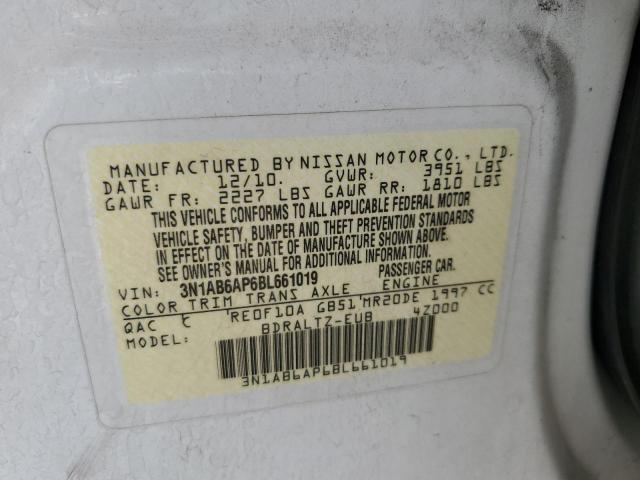 MANUFACTURED BY NISSAN MOTOR CO., LTD.
DATE: 12/10. GVWR: 3951 LBS
GAWR FR: 2227 LBS GAWR RR: 1810 LBS
THIS VEHICLE CONFORMS TO ALL APPLICABLE FEDERAL MOTOR
VEHICLE SAFETY, BUMPER AND THEFT PREVENTION STANDARDS
IN EFFECT ON THE DATE OF MANUFACTURE SHOWN ABOVE.
SEE OWNER'S MANUAL FOR ADDITIONAL INFORMATION.
VIN: 3N1AB6AP6BL661019 PASSENGER CAR.
COLOR TRIM TRANS AXLE ENGINE
QAC C RE0F10A GB51 MR20DE 1997 CC
MODEL: BDRALTZ-EUB 4Z000
3N1AB6AP6BL661019